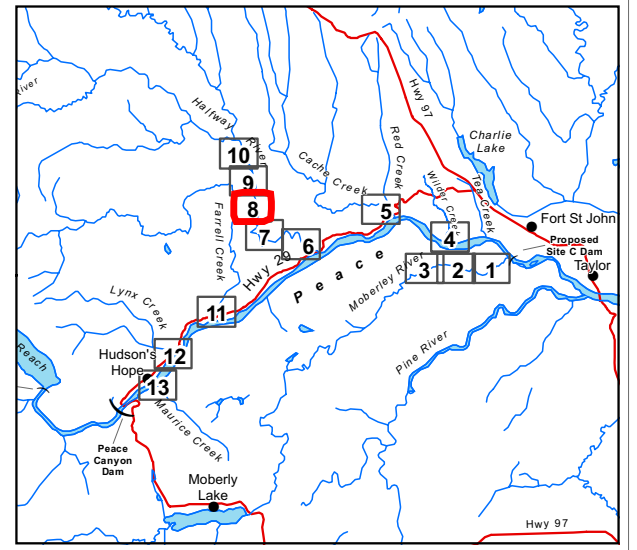 River
Halfway
River
Hwy 97
Charlie
Lake
10
9
8
7
6
5
Cache Creek
Red Creek
Wilder Creek
Tea Creek
Fort St John
Proposed
Site C Dam
Taylor
4
3
2
1
Farrell Creek
Hwy 29
Peace
Moberley River
Pine River
Lynx Creek
11
12
13
Reach
Hudson's
Hope
Maurice Creek
Peace
Canyon
Dam
Moberly
Lake
Hwy 97